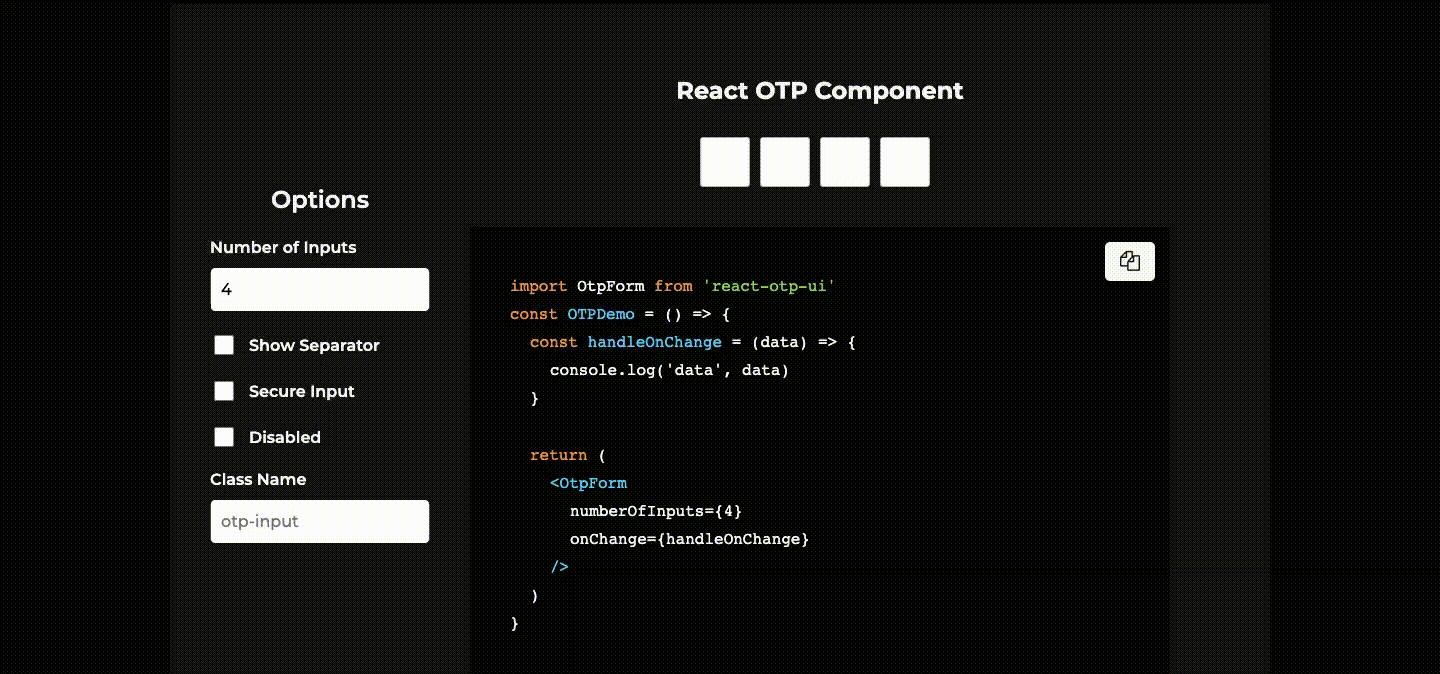 React OTP Component
Options
Number of Inputs
4
Show Separator
Secure Input
Disabled
Class Name
otp-input
import OtpForm from 'react-otp-ui'
const OTPDemo = () => {
const handleOnChange = (data) => {
console.log('data', data)
}
return (
<OtpForm
numberOfInputs={4}
onChange={handleOnChange}
/>
)
}